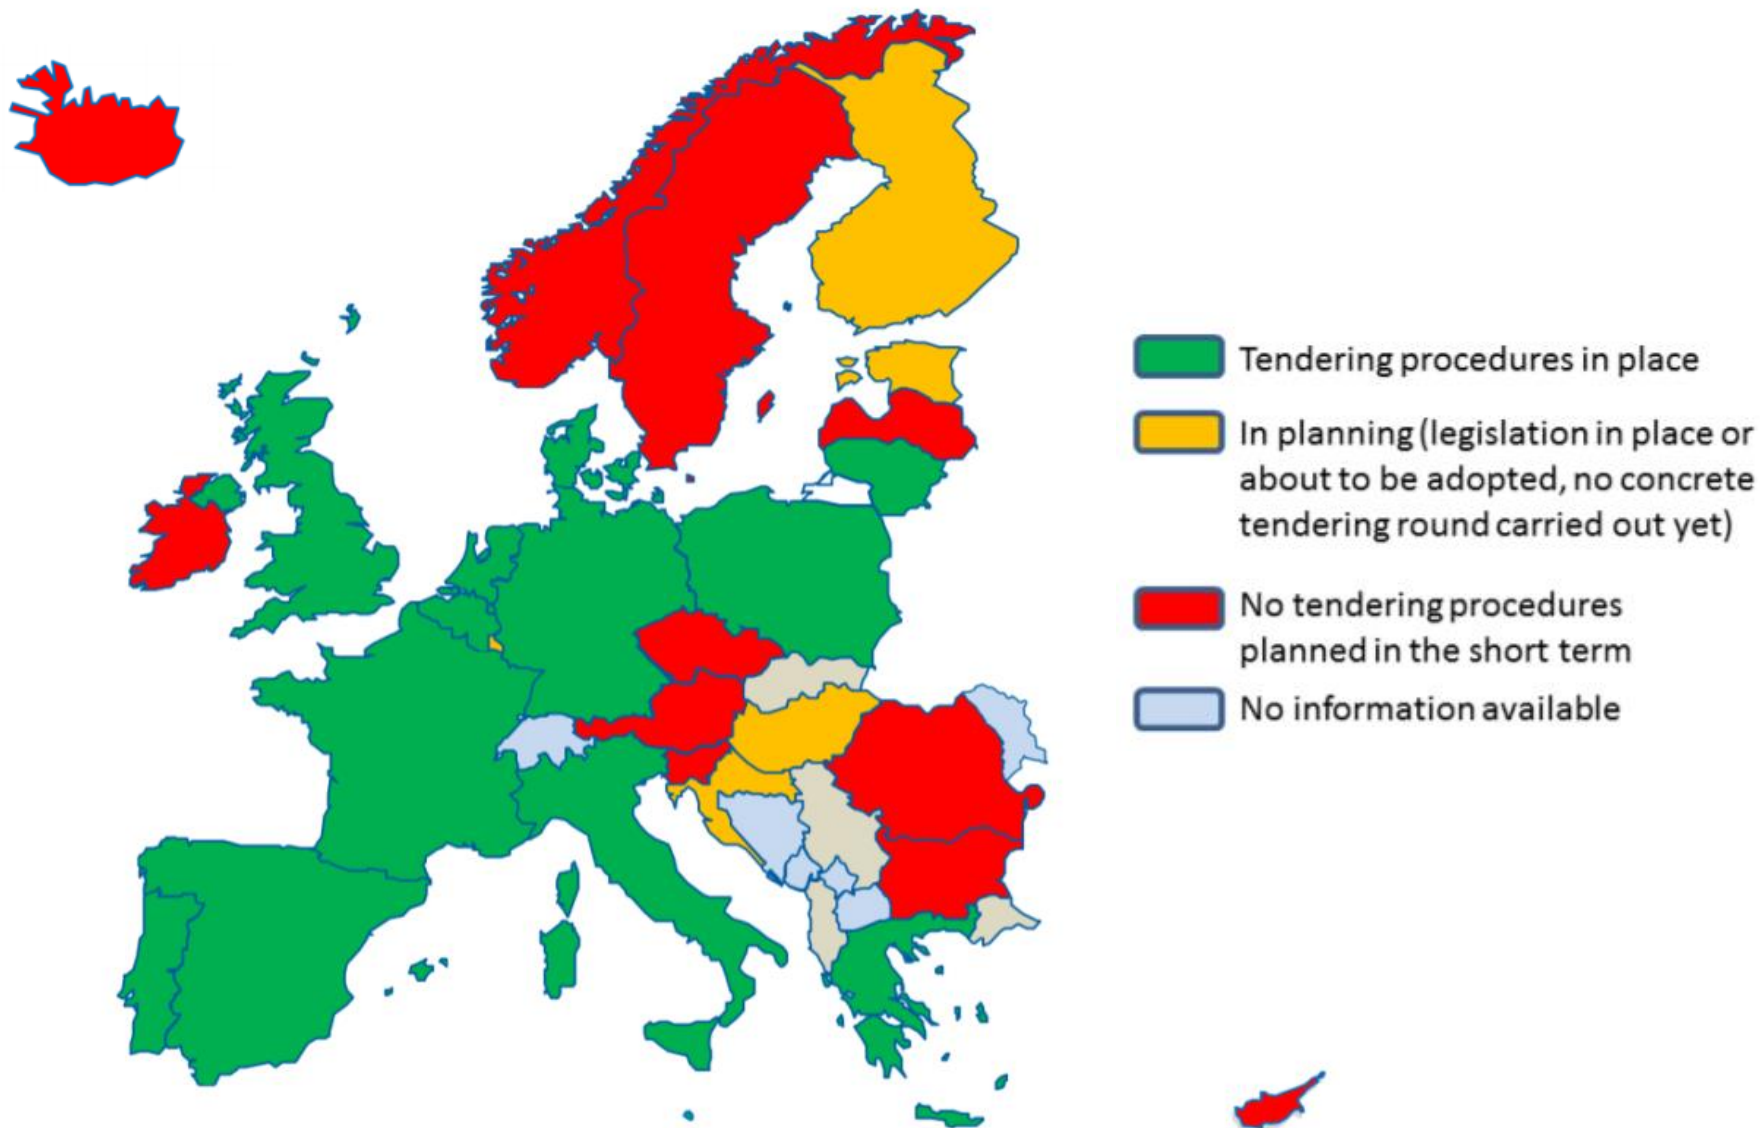 Tendering procedures in place
In planning (legislation in place or
about to be adopted, no concrete
tendering round carried out yet)
No tendering procedures
planned in the short term
No information available